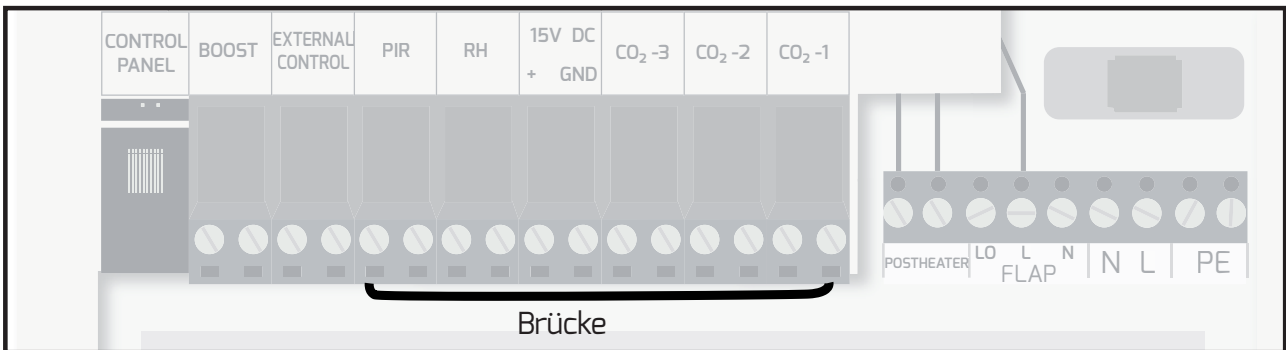 CONTROL PANEL
BOOST
EXTERNAL CONTROL
PIR
RH
15V DC
+ GND
CO₂ -3
CO₂ -2
CO₂ -1
POSTHEATER
LO L N
FLAP
N L
PE
Brücke